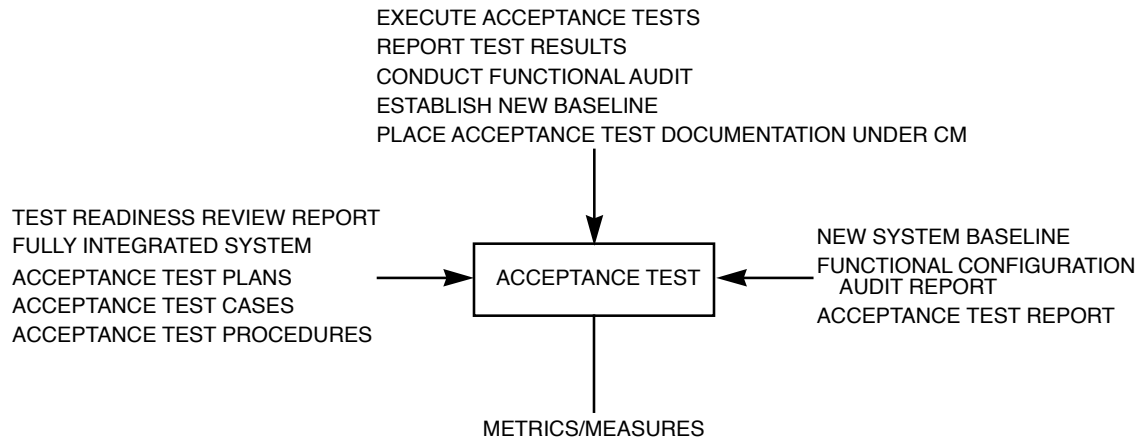 EXECUTE ACCEPTANCE TESTS
REPORT TEST RESULTS
CONDUCT FUNCTIONAL AUDIT
ESTABLISH NEW BASELINE
PLACE ACCEPTANCE TEST DOCUMENTATION UNDER CM
TEST READINESS REVIEW REPORT
FULLY INTEGRATED SYSTEM
ACCEPTANCE TEST PLANS
ACCEPTANCE TEST CASES
ACCEPTANCE TEST PROCEDURES
ACCEPTANCE TEST
NEW SYSTEM BASELINE
FUNCTIONAL CONFIGURATION
AUDIT REPORT
ACCEPTANCE TEST REPORT
METRICS/MEASURES